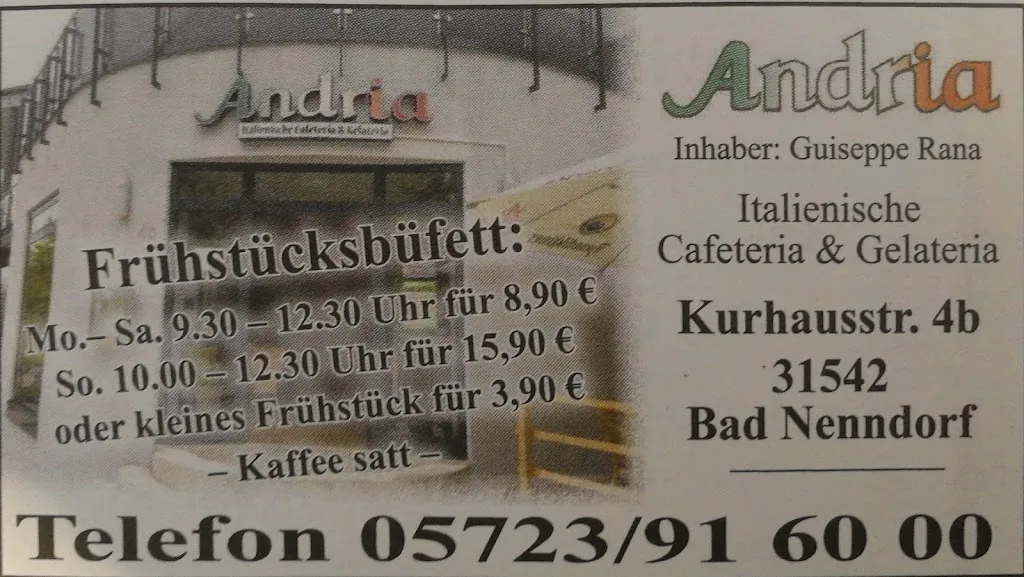 Andria
Italienische Cafeteria & Gelateria
Frühstücksbüfett:
Mo.– Sa. 9.30 – 12.30 Uhr für 8,90 €
So. 10.00 – 12.30 Uhr für 15,90 €
oder kleines Frühstück für 3,90 €
– Kaffee satt –
Andria
Inhaber: Guiseppe Rana
Italienische
Cafeteria & Gelateria
Kurhausstr. 4b
31542
Bad Nenndorf
Telefon 05723/91 60 00